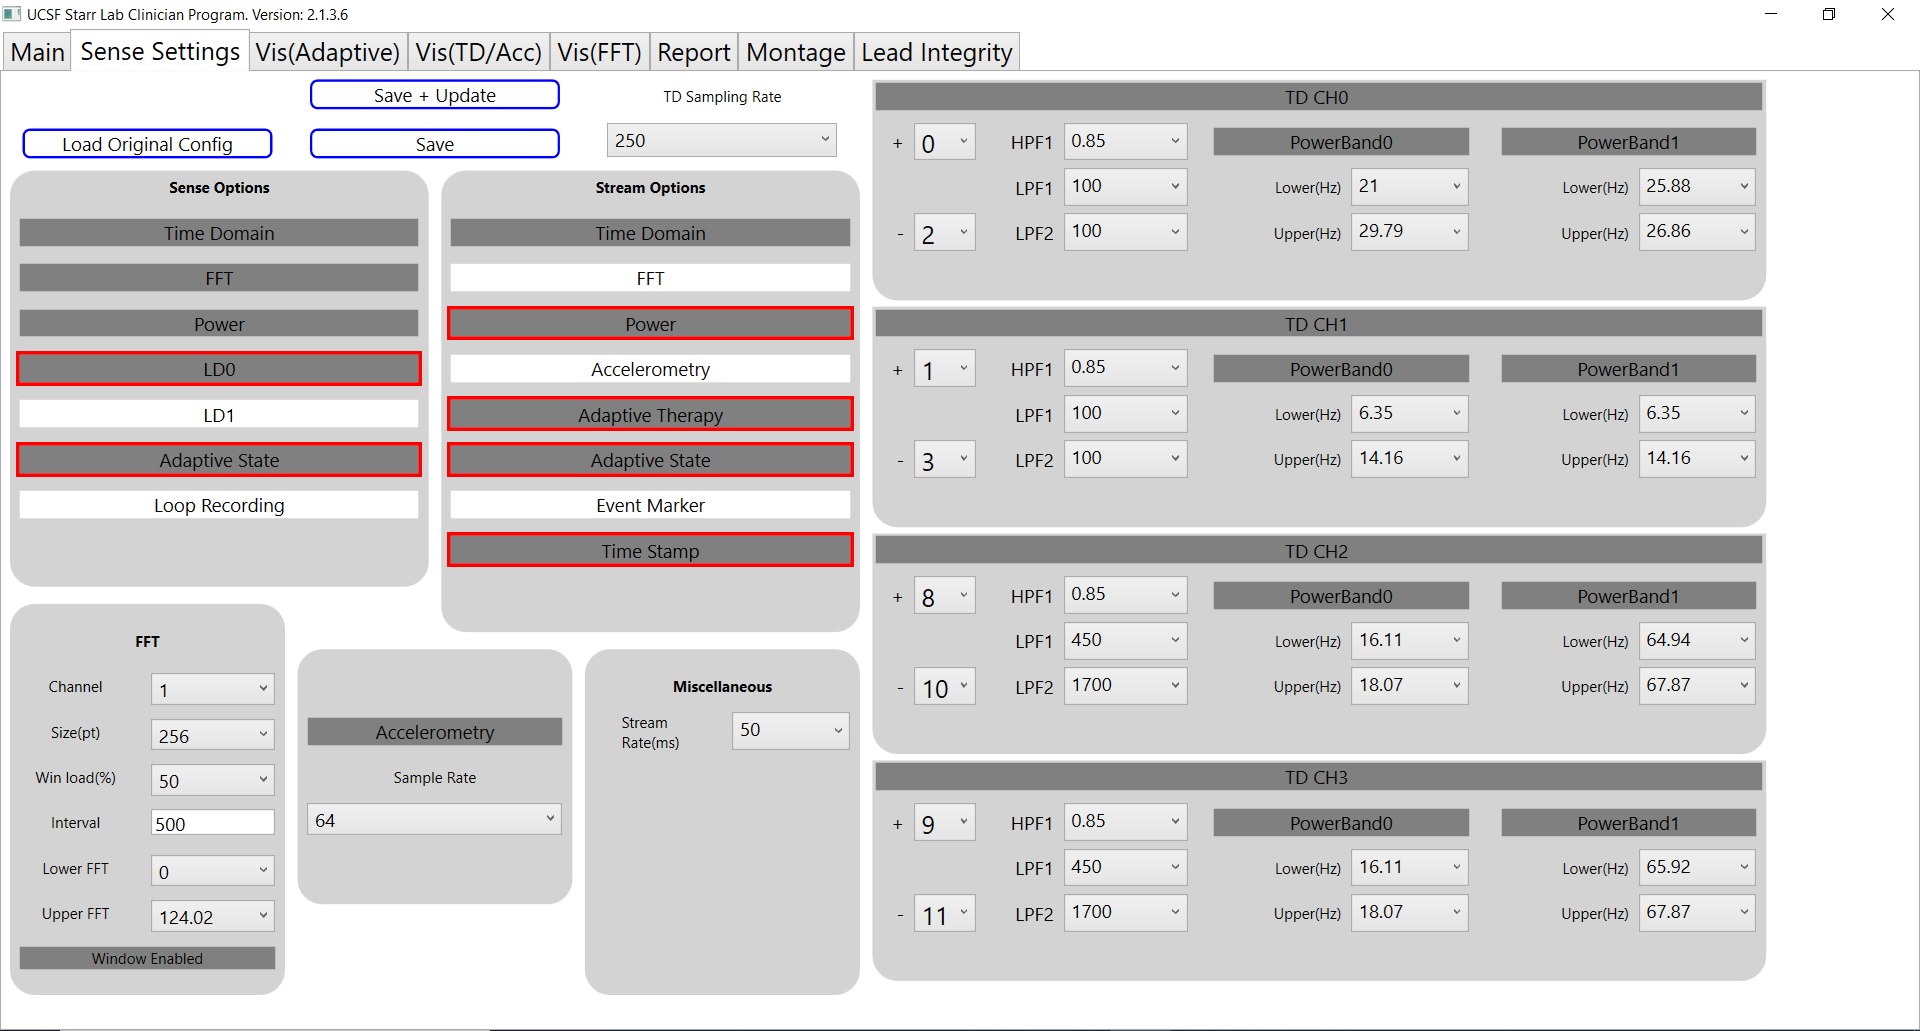 UCSF Starr Lab Clinician Program. Version: 2.1.3.6
Main Sense Settings Vis(Adaptive) Vis(TD/Acc) Vis(FFT) Report Montage Lead Integrity
Save + Update
TD Sampling Rate
Load Original Config
Save
250
Sense Options
Time Domain
FFT
Power
LD0
LD1
Adaptive State
Loop Recording
Stream Options
Time Domain
FFT
Power
Accelerometry
Adaptive Therapy
Adaptive State
Event Marker
Time Stamp
FFT
Channel 1
Size(pt) 256
Win load(%) 50
Interval 500
Lower FFT 0
Upper FFT 124.02
Window Enabled
Accelerometry
Sample Rate
64
Miscellaneous
Stream
Rate(ms)
50
TD CH0
+ 0 HPF1 0.85 PowerBand0 PowerBand1
LPF1 100 Lower(Hz) 21 Lower(Hz) 25.88
- 2 LPF2 100 Upper(Hz) 29.79 Upper(Hz) 26.86
TD CH1
+ 1 HPF1 0.85 PowerBand0 PowerBand1
LPF1 100 Lower(Hz) 6.35 Lower(Hz) 6.35
- 3 LPF2 100 Upper(Hz) 14.16 Upper(Hz) 14.16
TD CH2
+ 8 HPF1 0.85 PowerBand0 PowerBand1
LPF1 450 Lower(Hz) 16.11 Lower(Hz) 64.94
- 10 LPF2 1700 Upper(Hz) 18.07 Upper(Hz) 67.87
TD CH3
+ 9 HPF1 0.85 PowerBand0 PowerBand1
LPF1 450 Lower(Hz) 16.11 Lower(Hz) 65.92
- 11 LPF2 1700 Upper(Hz) 18.07 Upper(Hz) 67.87